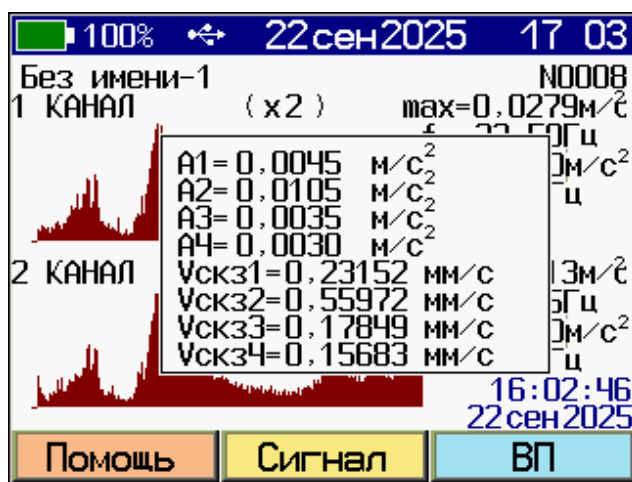 100% 22сен2025 17 03
Без имени-1 N0008
1 КАНАЛ (x2) max=0,0279м/с²
A1=0,0045 м/с²
A2=0,0105 м/с²
A3=0,0035 м/с²
A4=0,0030 м/с²
Vскз1=0,23152 мм/с
2 КАНАЛ
Vскз2=0,55972 мм/с
Vскз3=0,17849 мм/с
Vскз4=0,15683 мм/с
16:02:46
22сен2025
Помощь Сигнал ВП